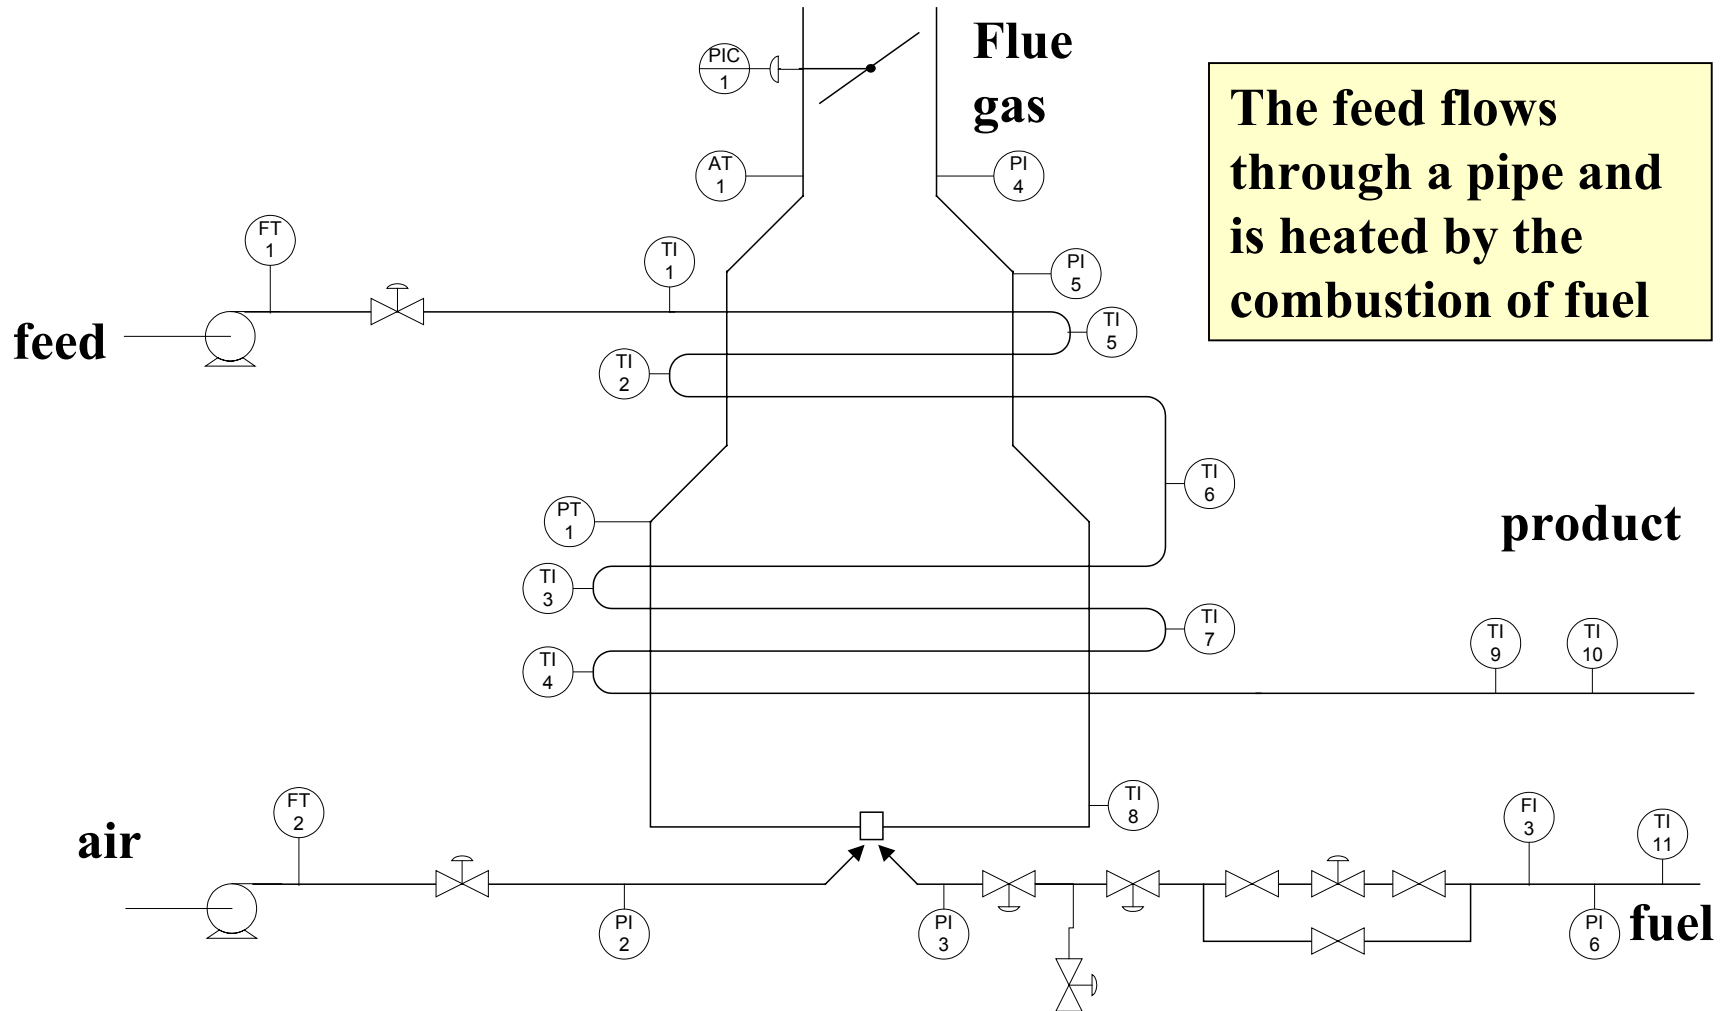 Flue
gas
The feed flows
through a pipe and
is heated by the
combustion of fuel
PIC
1
AT
1
PI
4
FT
1
TI
1
PI
5
feed
TI
5
TI
2
TI
6
PT
1
product
TI
3
TI
7
TI
4
TI
9
TI
10
FT
2
TI
8
FI
3
TI
11
air
PI
2
PI
3
PI
6
fuel